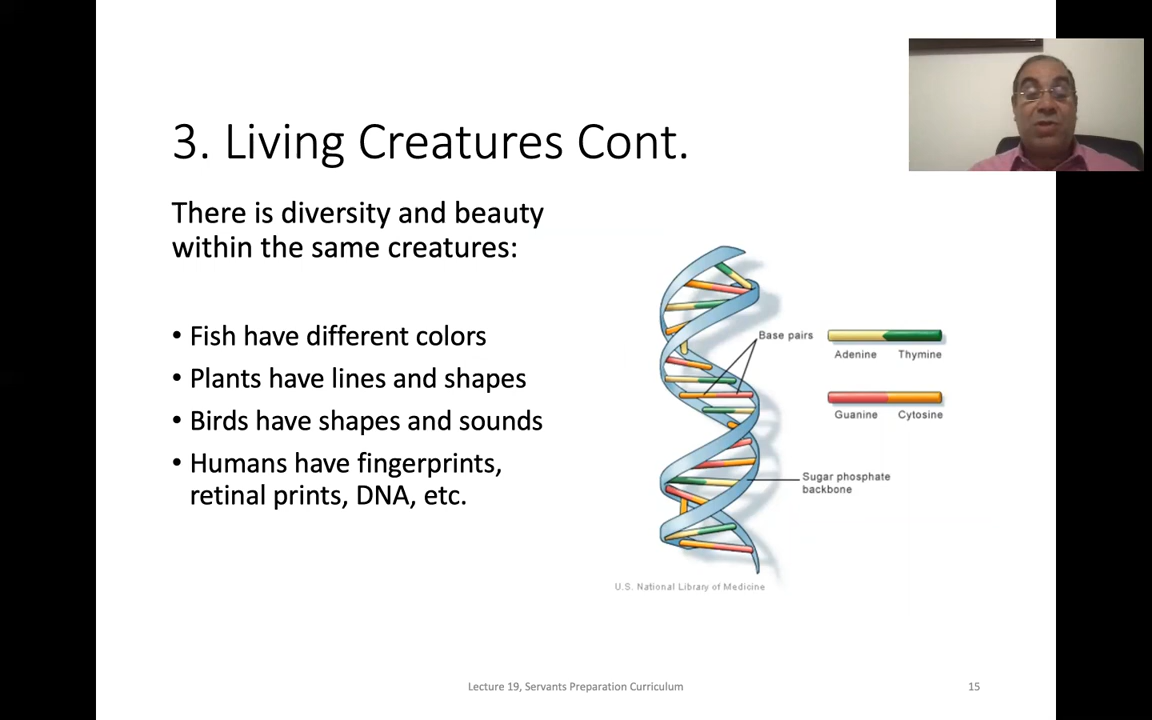 3. Living Creatures Cont.
There is diversity and beauty
within the same creatures:
• Fish have different colors
• Plants have lines and shapes
• Birds have shapes and sounds
• Humans have fingerprints,
retinal prints, DNA, etc.
Base pairs
Adenine Thymine
Guanine Cytosine
Sugar phosphate
backbone
U.S. National Library of Medicine
Lecture 19, Servants Preparation Curriculum
15